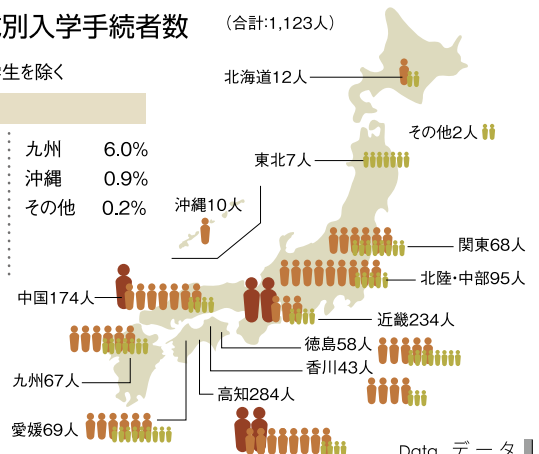 別入学手続者数
(合計:1,123人)
学生を除く
北海道12人
その他2人
東北7人
九州 6.0%
沖縄 0.9%
その他 0.2%
沖縄10人
関東68人
北陸・中部95人
中国174人
近畿234人
徳島58人
香川43人
九州67人
高知284人
愛媛69人
Data データ